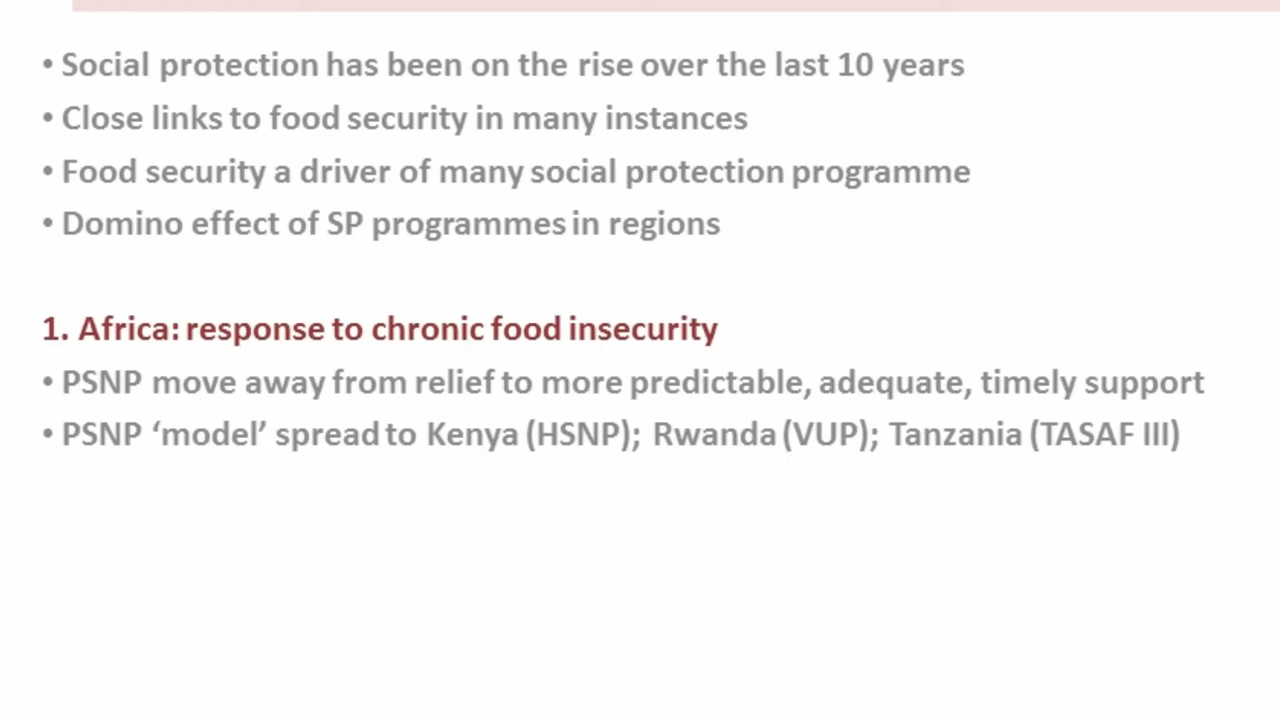 • Social protection has been on the rise over the last 10 years
• Close links to food security in many instances
• Food security a driver of many social protection programme
• Domino effect of SP programmes in regions
1. Africa: response to chronic food insecurity
• PSNP move away from relief to more predictable, adequate, timely support
• PSNP ‘model’ spread to Kenya (HSNP); Rwanda (VUP); Tanzania (TASAF III)